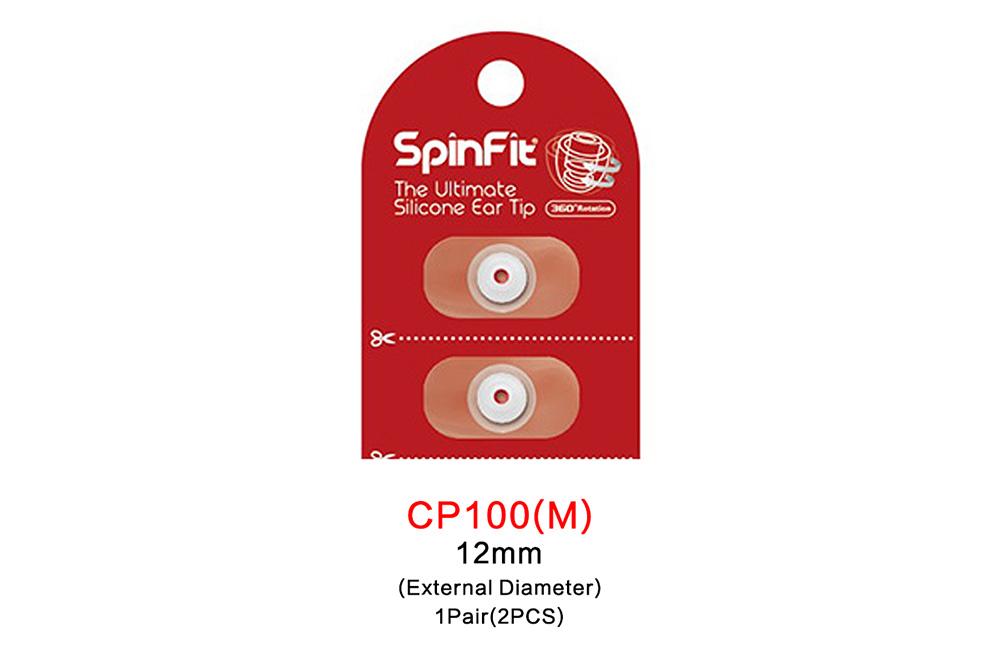 SpinFit®
The Ultimate
Silicone Ear Tip
360°Rotation
CP100(M)
12mm
(External Diameter)
1Pair(2PCS)